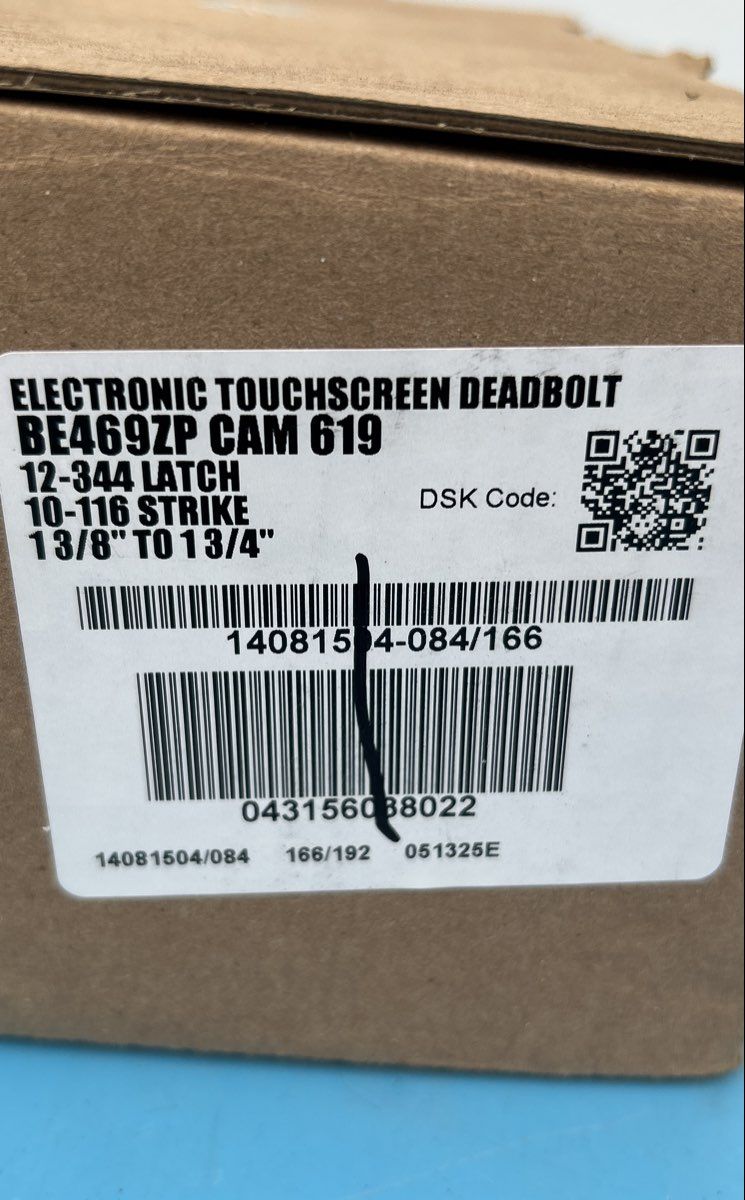 ELECTRONIC TOUCHSCREEN DEADBOLT
BE469ZP CAM 619
12-344 LATCH
10-116 STRIKE
1 3/8" TO 1 3/4"
DSK Code:
14081504-084/166
043156088022
14081504/084 166/192 051325E